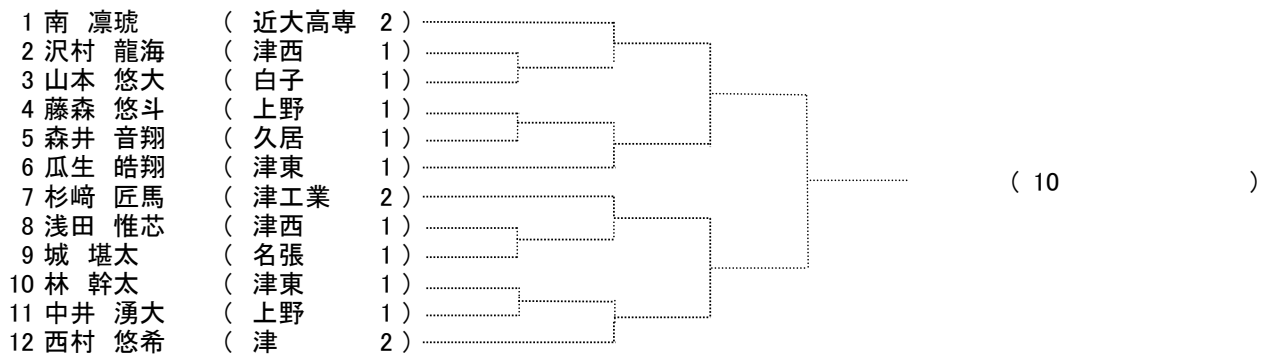 1 南 凛琥 ( 近大高専 2 )
2 沢村 龍海 ( 津西 1 )
3 山本 悠大 ( 白子 1 )
4 藤森 悠斗 ( 上野 1 )
5 森井 音翔 ( 久居 1 )
6 瓜生 皓翔 ( 津東 1 )
7 杉﨑 匠馬 ( 津工業 2 )
8 浅田 惟芯 ( 津西 1 )
9 城 堪太 ( 名張 1 )
10 林 幹太 ( 津東 1 )
11 中井 湧大 ( 上野 1 )
12 西村 悠希 ( 津 2 )
( 10 )